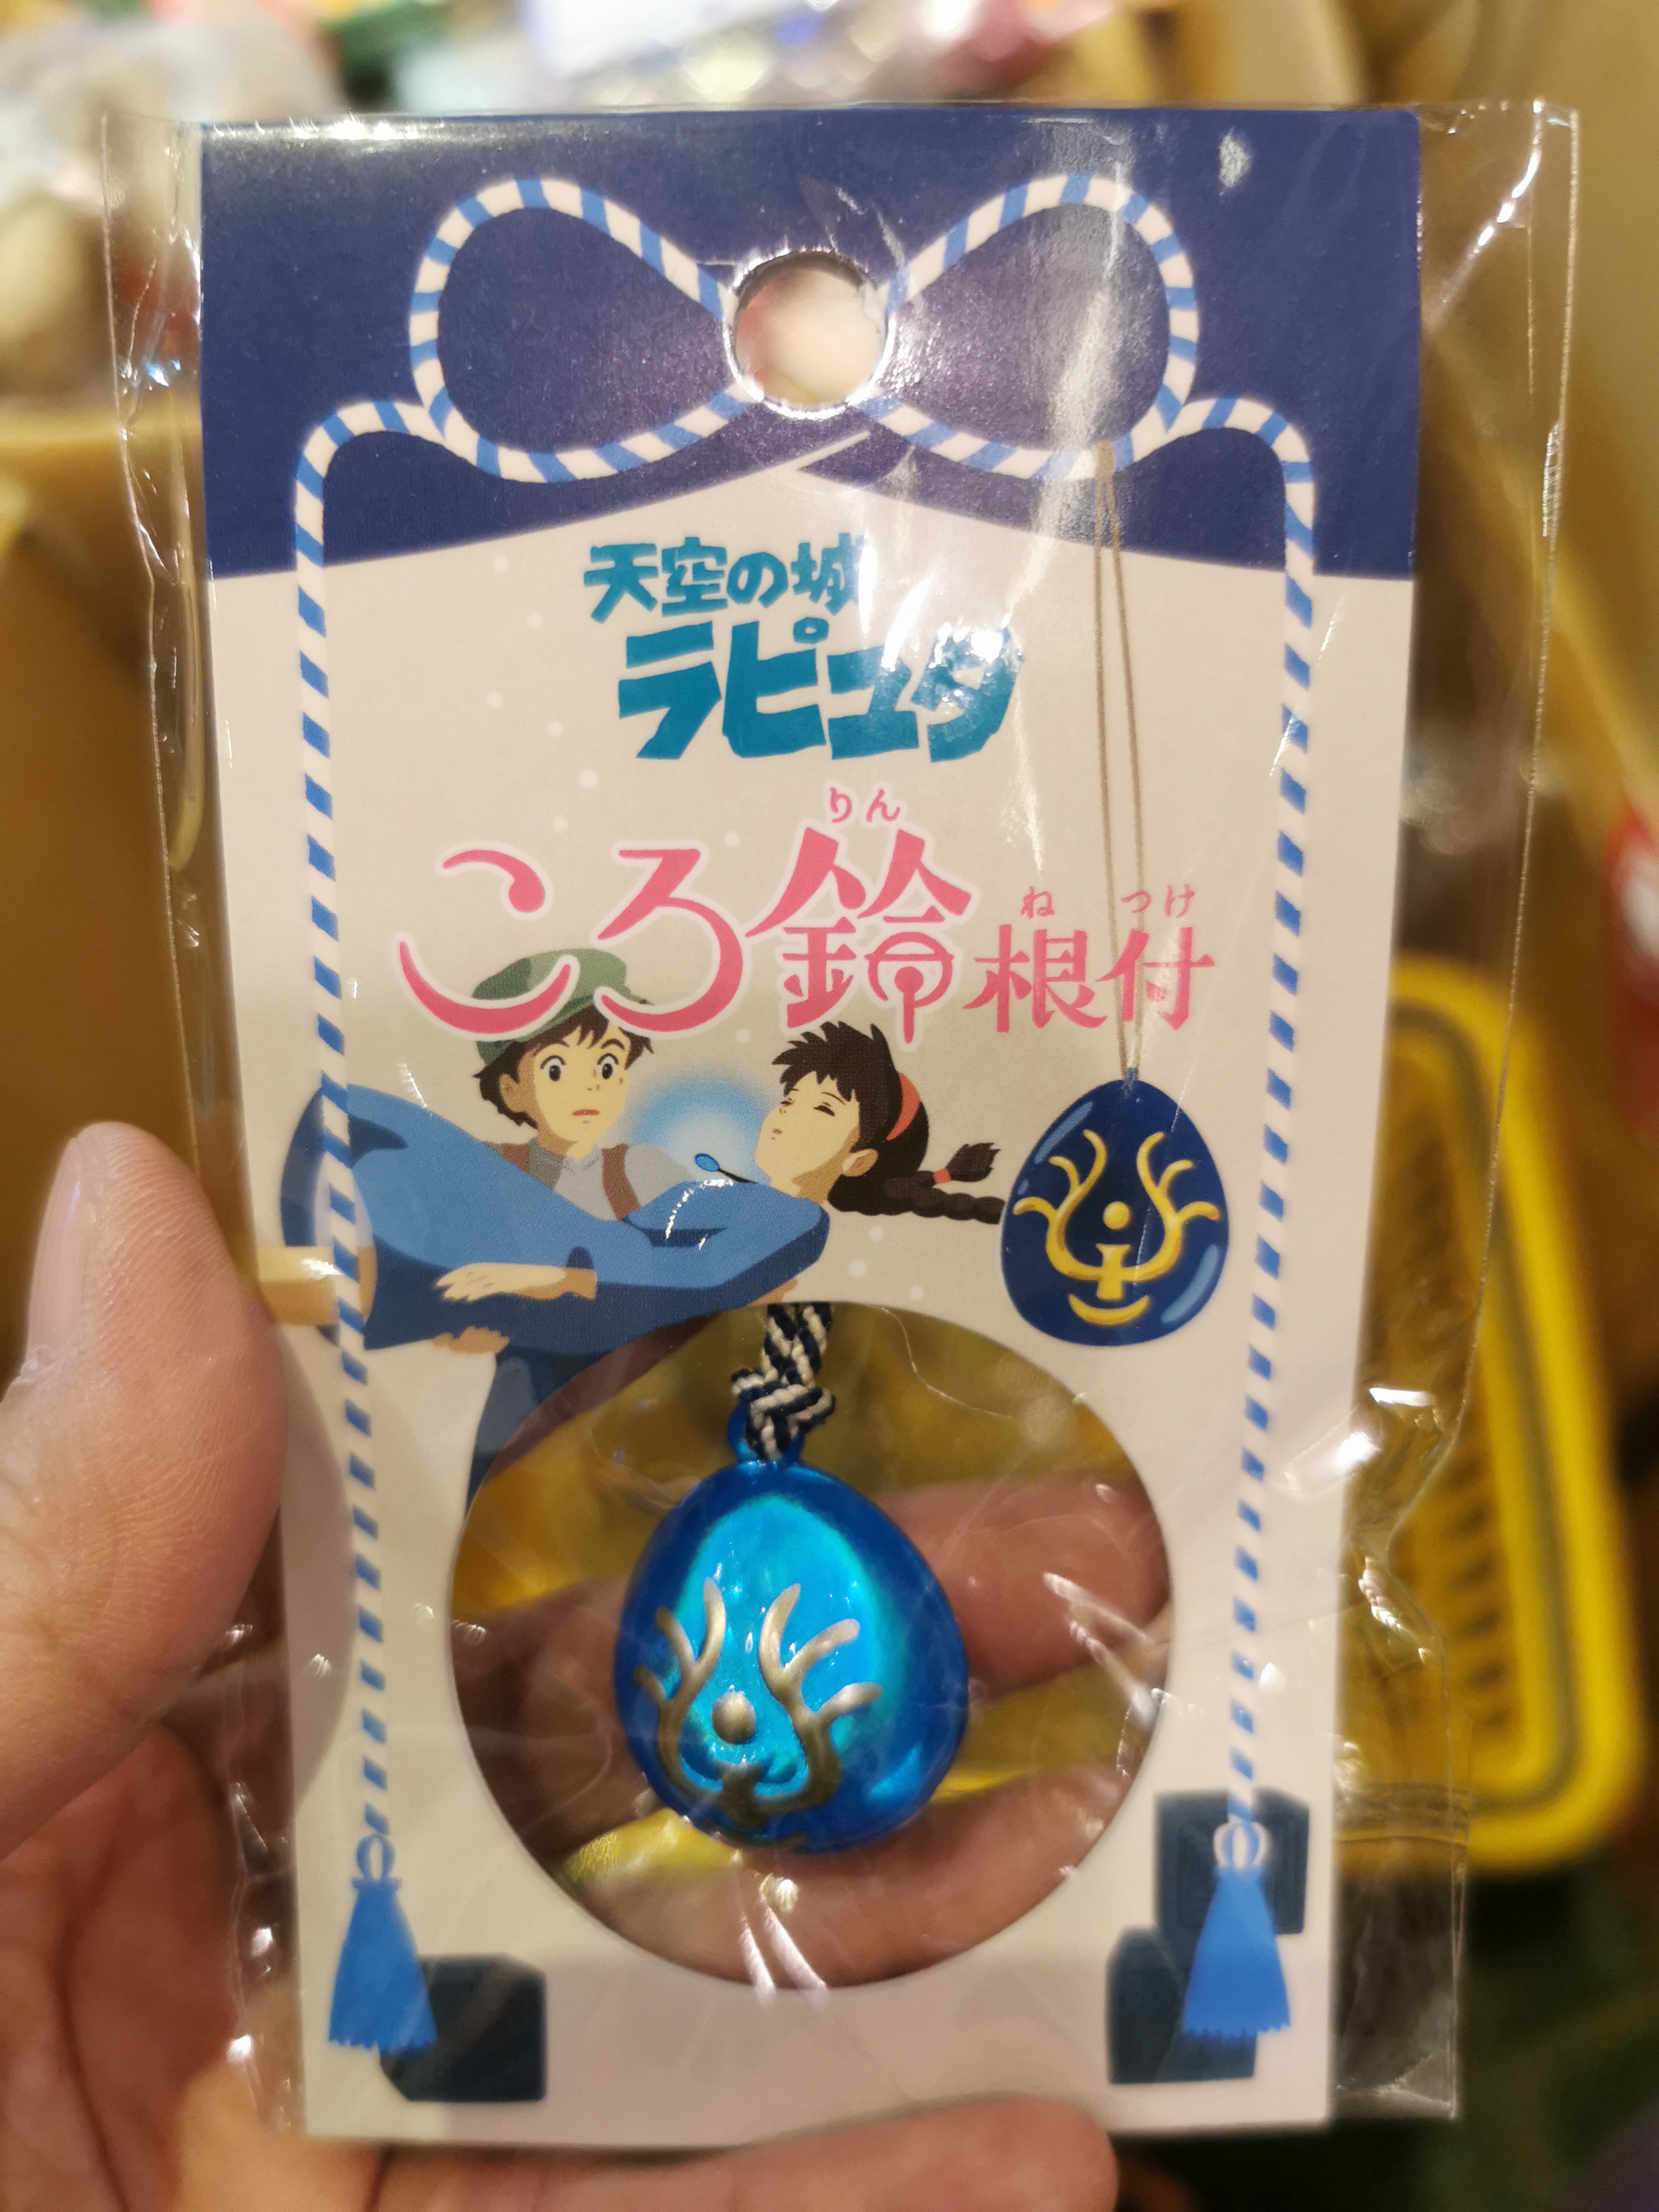 天空の城
ラピュタ
りん
ころ鈴
ね つけ
根付